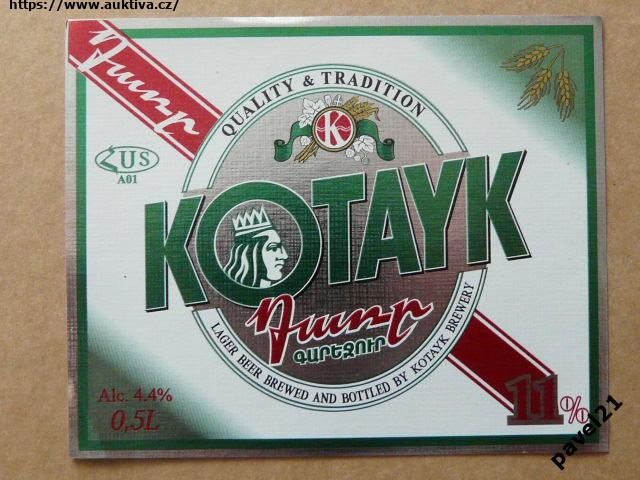 https://www.auktiva.cz/
Դառը
QUALITY & TRADITION
K
ՀUS
A01
KOTAYK
Դառը
ԳԱՐԵՋՈՒՐ
LAGER BEER BREWED AND BOTTLED BY KOTAYK BREWERY
Alc. 4.4%
0,5L
11%
pavel21